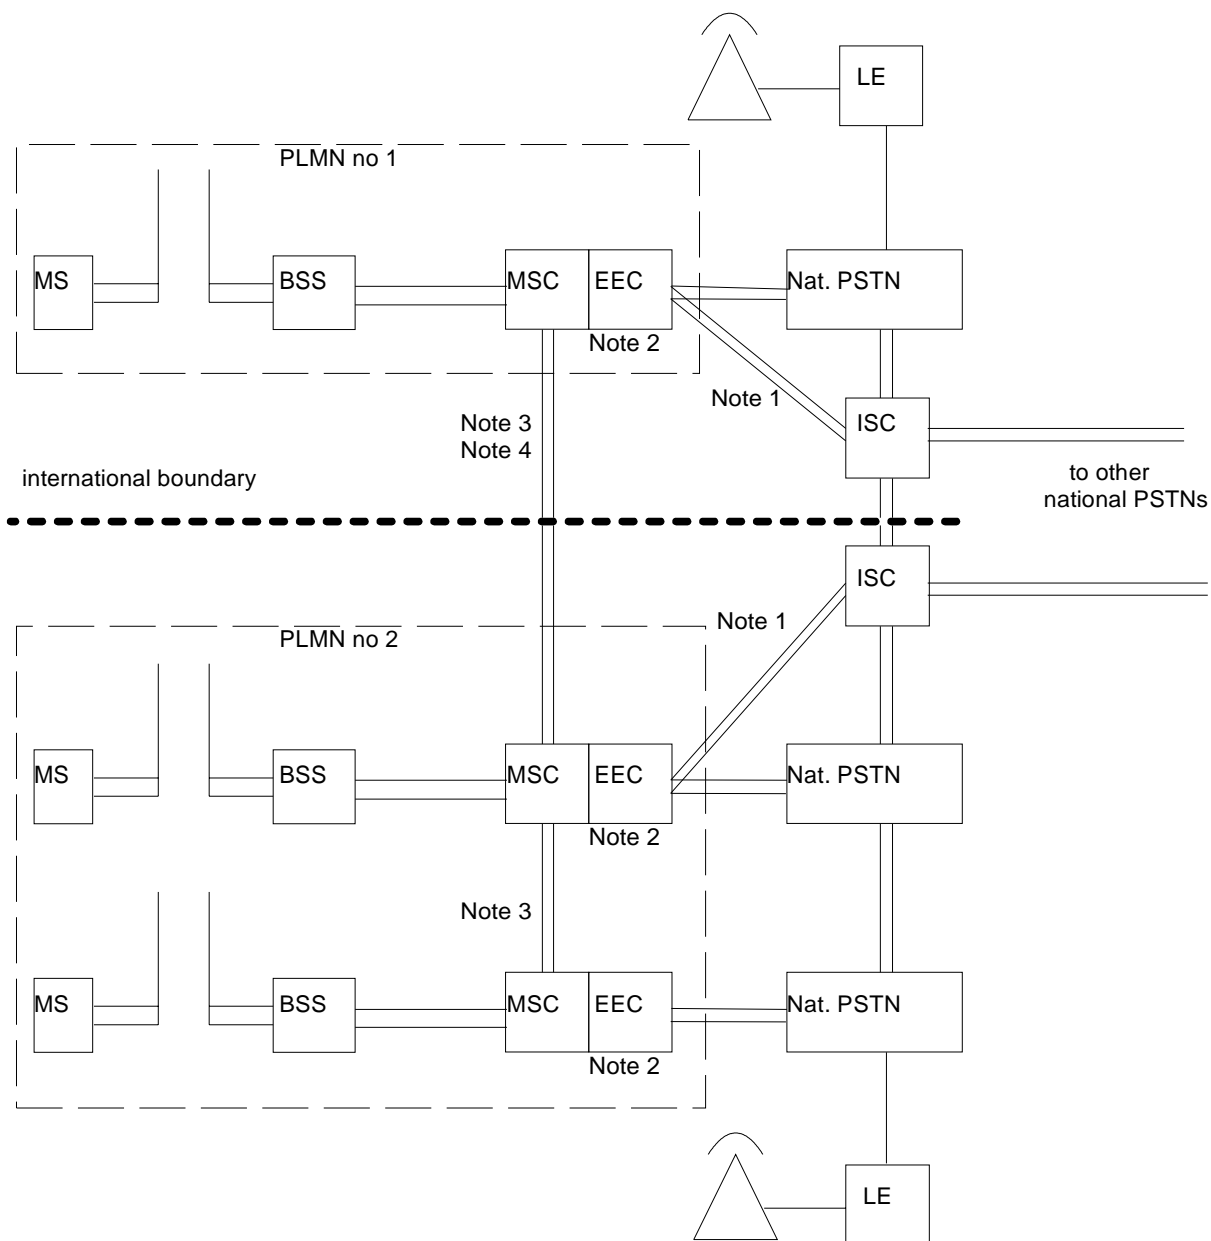 LE
PLMN no 1
MS
BSS
MSC
EEC
Nat. PSTN
Note 2
Note 1
Note 3
Note 4
ISC
international boundary
to other
national PSTNs
ISC
Note 1
PLMN no 2
MS
BSS
MSC
EEC
Nat. PSTN
Note 2
Note 3
MS
BSS
MSC
EEC
Nat. PSTN
Note 2
LE